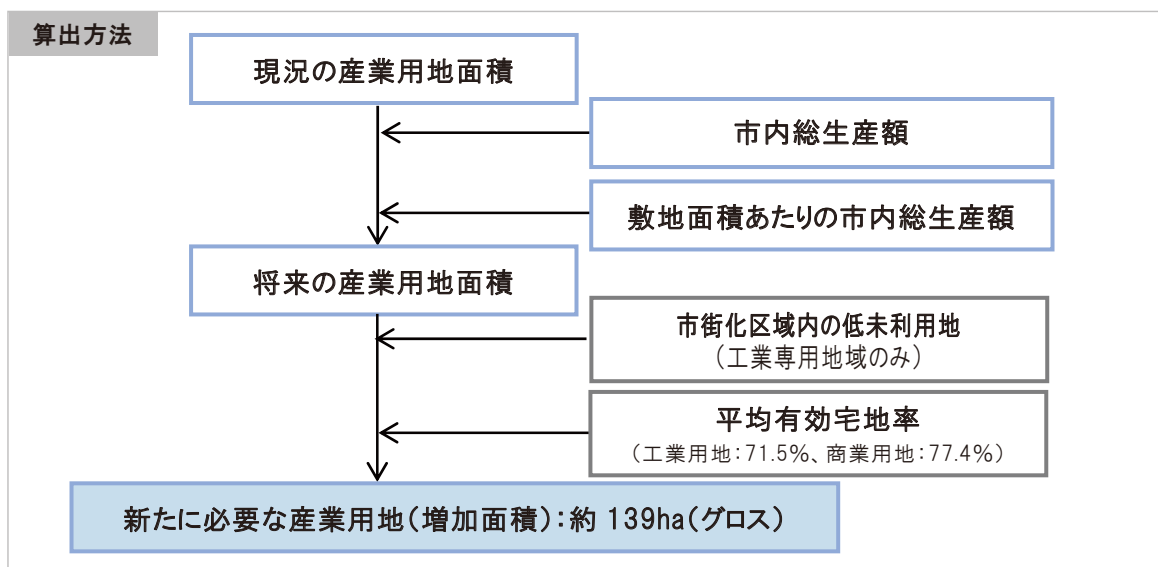 算出方法
現況の産業用地面積
市内総生産額
敷地面積あたりの市内総生産額
将来の産業用地面積
市街化区域内の低未利用地
（工業専用地域のみ）
平均有効宅地率
（工業用地：71.5％、商業用地：77.4％）
新たに必要な産業用地（増加面積）：約 139ha（グロス）